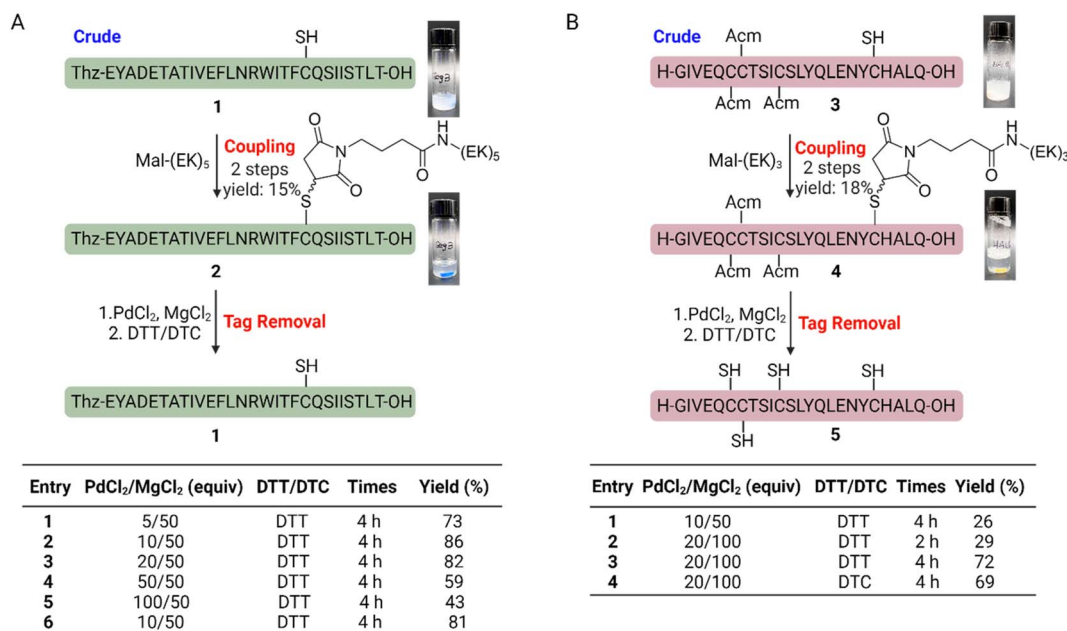 A
Crude
SH
Thz-EYADETATIVEFLNRWITFCQSIISTLT-OH
1
Mal-(EK)5
Coupling
2 steps
yield: 15%
O
N
O
O
H
N
(EK)5
S
Thz-EYADETATIVEFLNRWITFCQSIISTLT-OH
2
1.PdCl2, MgCl2
2. DTT/DTC
Tag Removal
SH
Thz-EYADETATIVEFLNRWITFCQSIISTLT-OH
1
Entry PdCl2/MgCl2 (equiv) DTT/DTC Times Yield (%)
1 5/50 DTT 4 h 73
2 10/50 DTT 4 h 86
3 20/50 DTT 4 h 82
4 50/50 DTT 4 h 59
5 100/50 DTT 4 h 43
6 10/50 DTT 4 h 81
B
Crude
Acm
SH
H-GIVEQCCTSICSLYQLENYCHALQ-OH
Acm Acm
3
Mal-(EK)3
Coupling
2 steps
yield: 18%
O
N
O
O
H
N
(EK)3
S
Acm
H-GIVEQCCTSICSLYQLENYCHALQ-OH
Acm Acm
4
1.PdCl2, MgCl2
2. DTT/DTC
Tag Removal
SH SH SH
H-GIVEQCCTSICSLYQLENYCHALQ-OH
SH
5
Entry PdCl2/MgCl2 (equiv) DTT/DTC Times Yield (%)
1 10/50 DTT 4 h 26
2 20/100 DTT 2 h 29
3 20/100 DTT 4 h 72
4 20/100 DTC 4 h 69